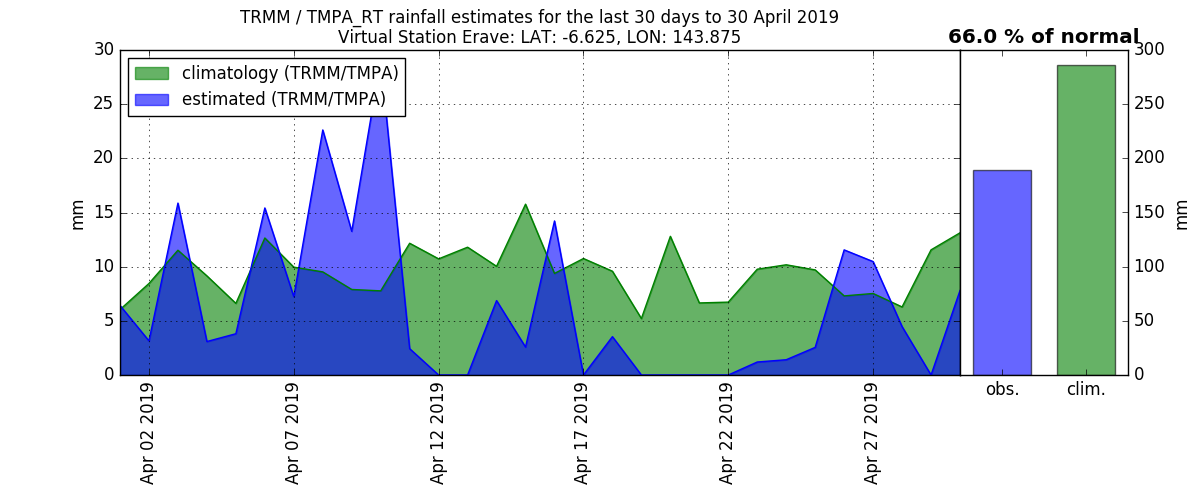 TRMM / TMPA_RT rainfall estimates for the last 30 days to 30 April 2019
Virtual Station Erave: LAT: -6.625, LON: 143.875
66.0 % of normal
climatology (TRMM/TMPA)
estimated (TRMM/TMPA)
mm
30
25
20
15
10
5
0
Apr 02 2019
Apr 07 2019
Apr 12 2019
Apr 17 2019
Apr 22 2019
Apr 27 2019
obs.
clim.
300
250
200
150
100
50
0
mm